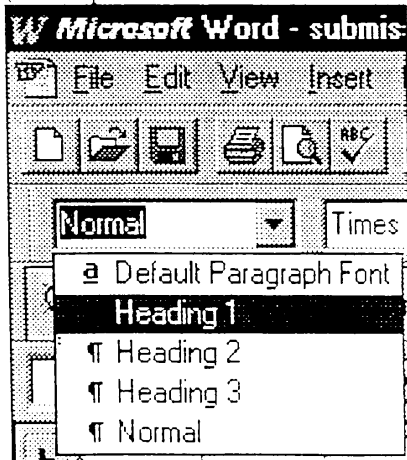 Microsoft Word - submis
File Edit View Insert
ABC
Normal Times
a Default Paragraph Font
Heading 1
¶ Heading 2
¶ Heading 3
¶ Normal